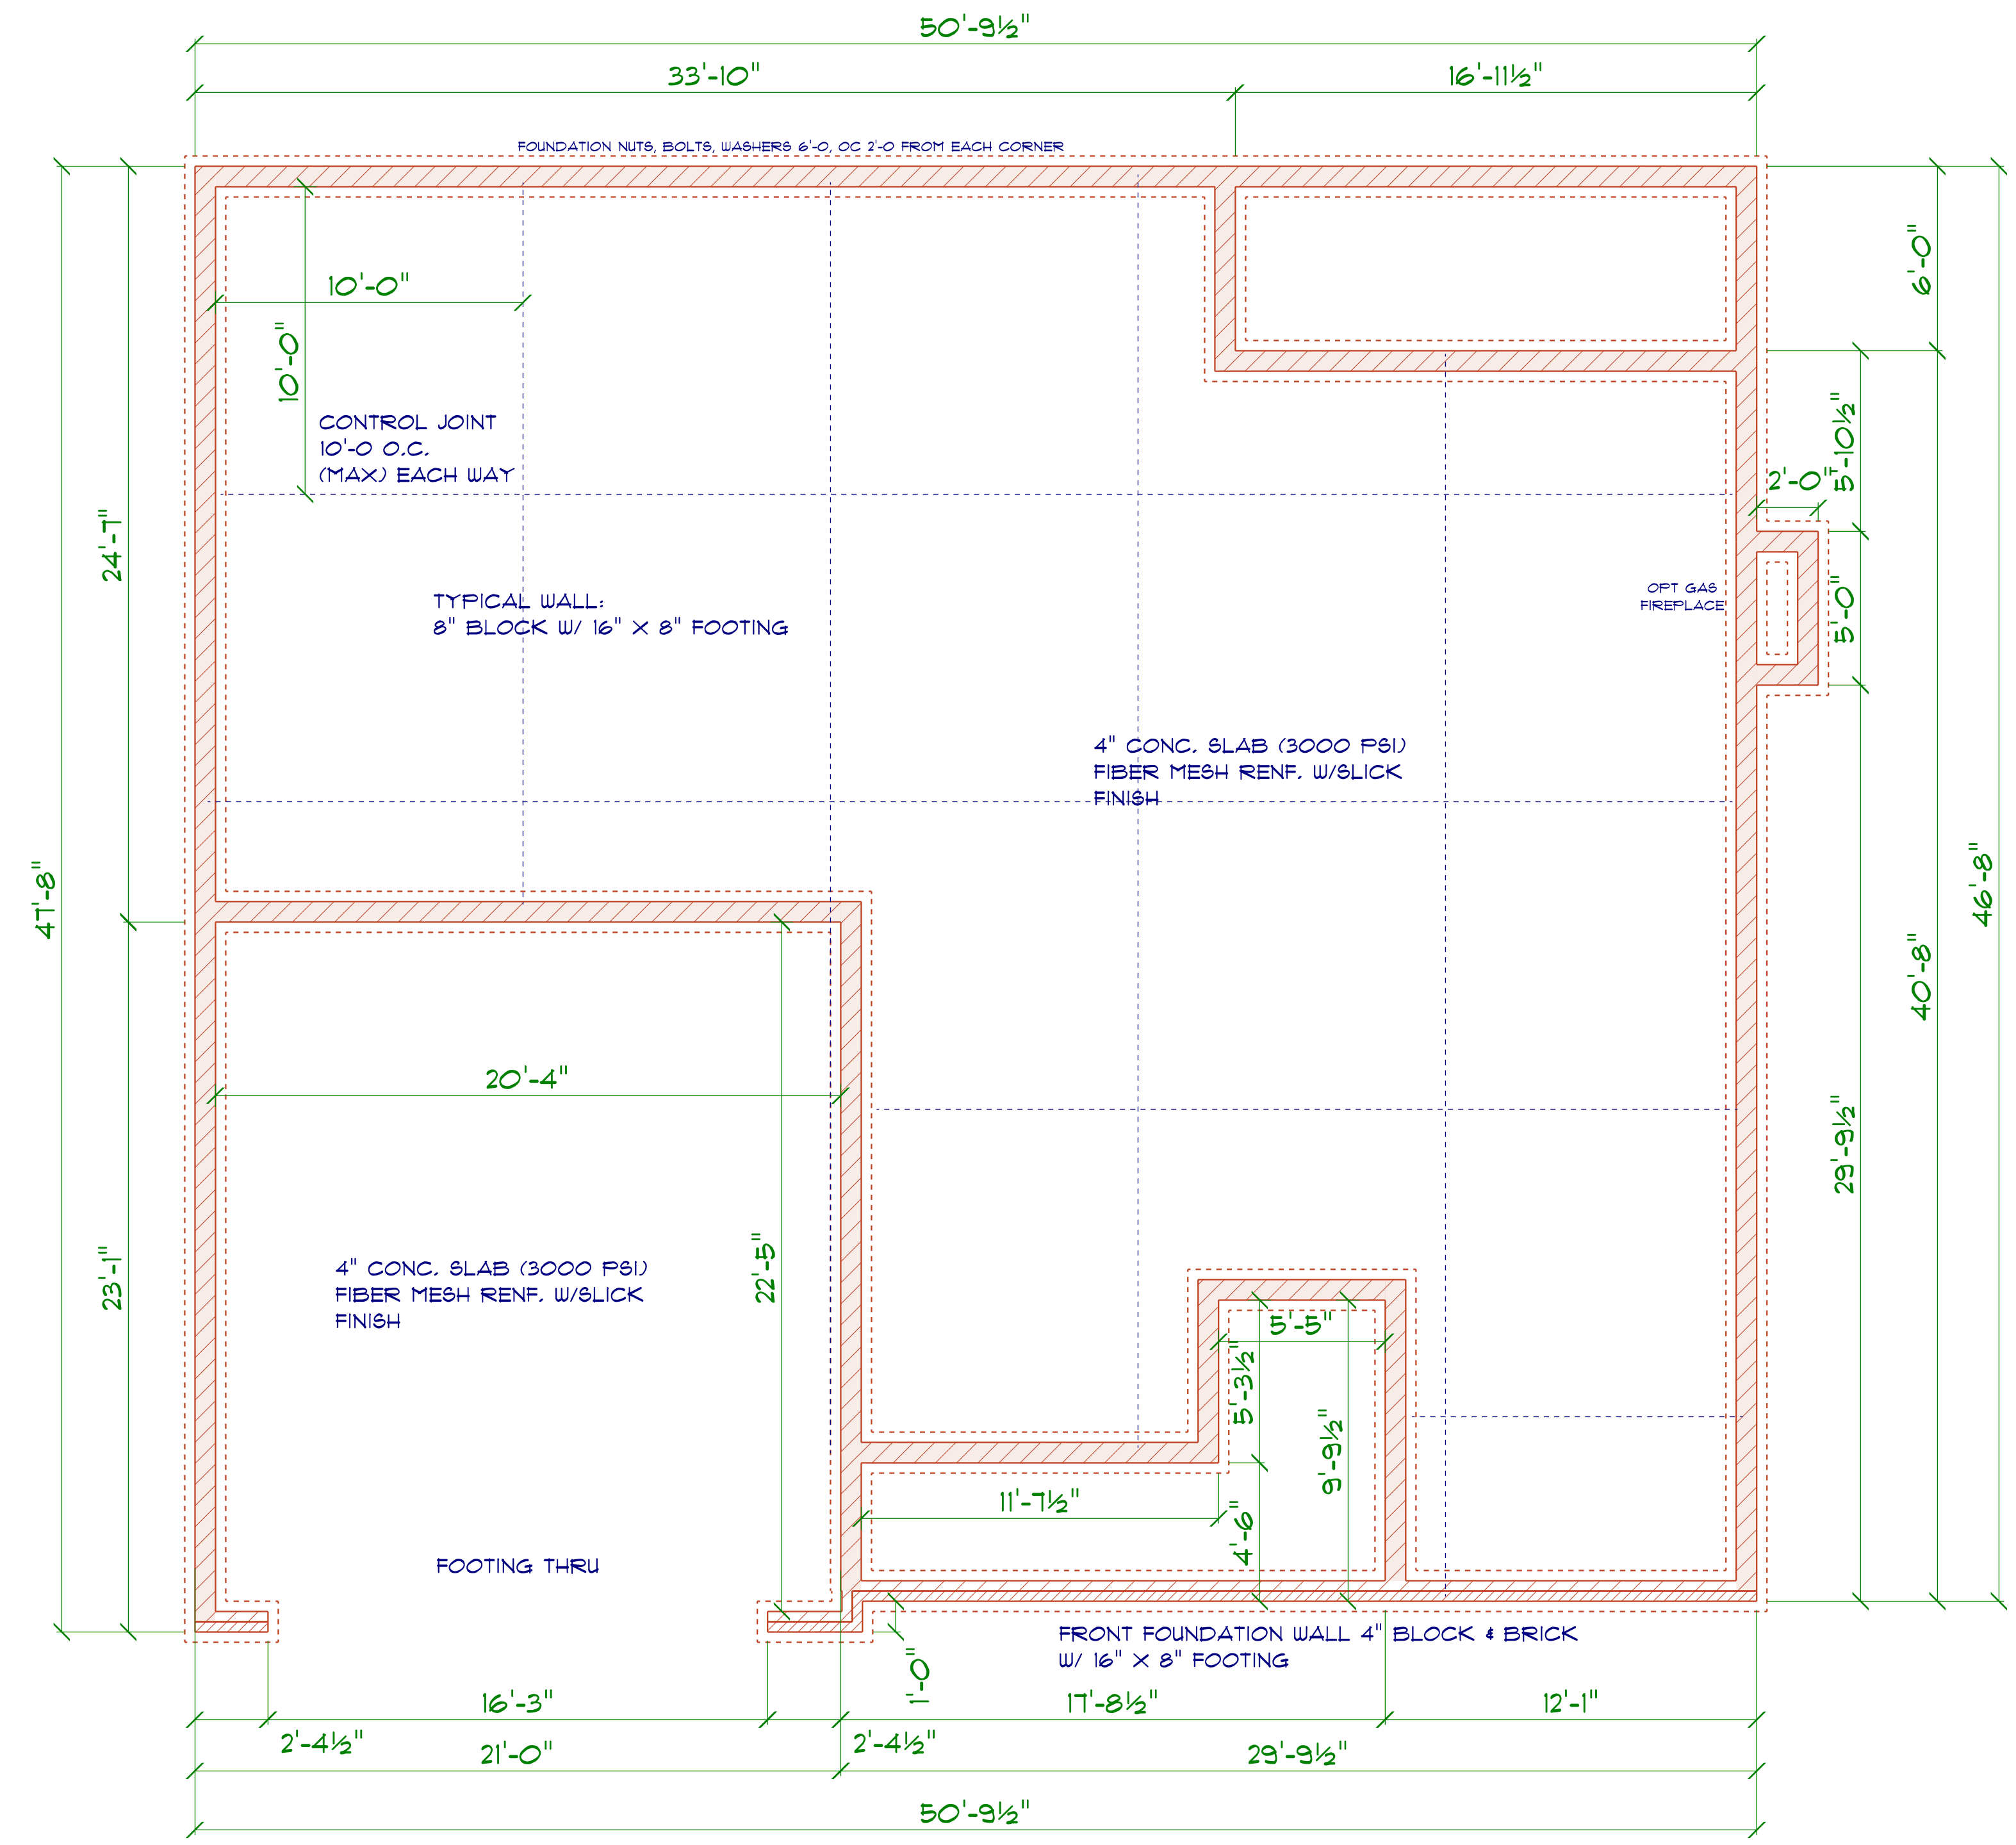 50'-9½"
33'-10"
16'-11½"
FOUNDATION NUTS, BOLTS, WASHERS 6'-0, OC 2'-0 FROM EACH CORNER
6'-0"
10'-0"
10'-0"
CONTROL JOINT
10'-0 O.C.
(MAX) EACH WAY
5'-10½"
2'-0"
24'-7"
TYPICAL WALL:
8" BLOCK W/ 16" X 8" FOOTING
OPT GAS
FIREPLACE
5'-0"
4" CONC. SLAB (3000 PSI)
FIBER MESH RENF. W/SLICK
FINISH
47'-8"
46'-8"
40'-8"
20'-4"
29'-9½"
23'-1"
22'-5"
4" CONC. SLAB (3000 PSI)
FIBER MESH RENF. W/SLICK
FINISH
5'-5"
5'-3½"
9'-9½"
11'-7½"
4'-6"
FOOTING THRU
FRONT FOUNDATION WALL 4" BLOCK & BRICK
W/ 16" X 8" FOOTING
1'-0"
16'-3"
17'-8½"
12'-1"
2'-4½"
2'-4½"
21'-0"
29'-9½"
50'-9½"